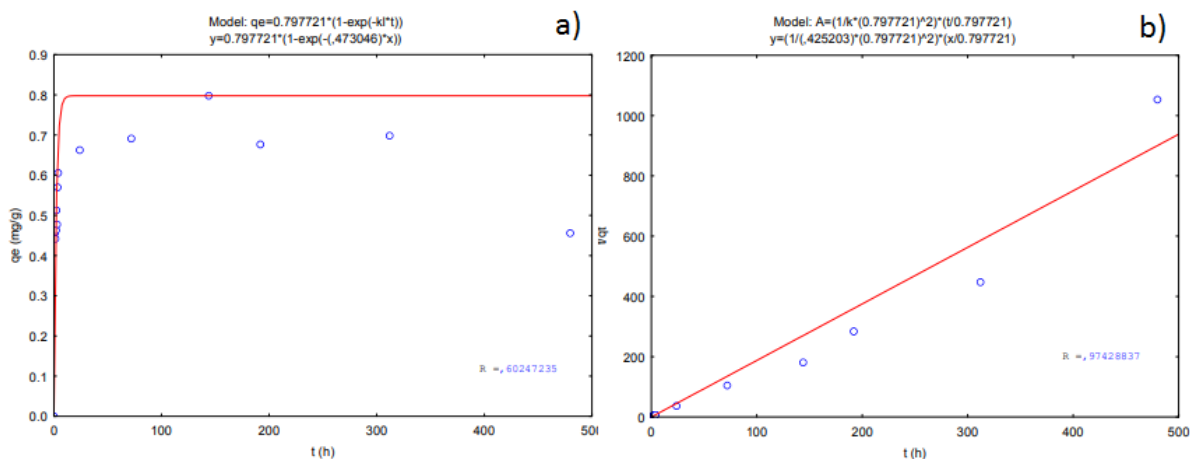 Model: qe=0.797721*(1-exp(-kl*t))
y=0.797721*(1-exp(-(,473046)*x))
a)
0.9
0.8
0.7
0.6
0.5
0.4
0.3
0.2
0.1
0.0
qe (mg/g)
R =,60247235
0
100
200
300
400
500
t (h)
Model: A=(1/k*(0.797721)^2)*(t/0.797721)
y=(1/(,425203)*(0.797721)^2)*(x/0.797721)
b)
1200
1000
800
600
400
200
0
t/qt
R =,97428837
0
100
200
300
400
500
t (h)